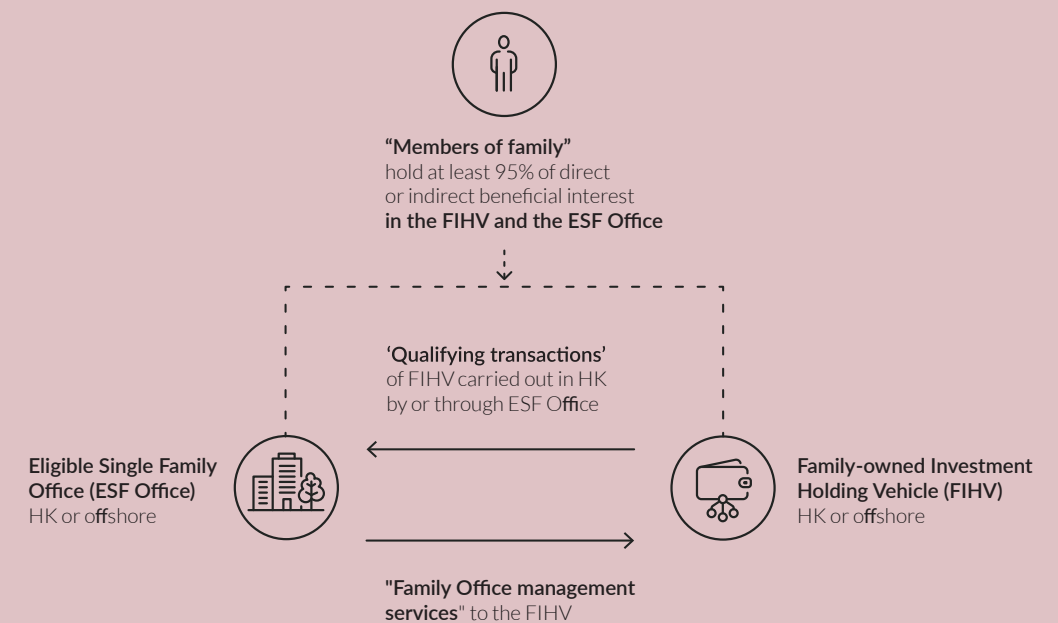 “Members of family”
hold at least 95% of direct
or indirect beneficial interest
in the FIHV and the ESF Office
‘Qualifying transactions’
of FIHV carried out in HK
by or through ESF Office
Eligible Single Family
Office (ESF Office)
HK or offshore
Family-owned Investment
Holding Vehicle (FIHV)
HK or offshore
"Family Office management
services" to the FIHV